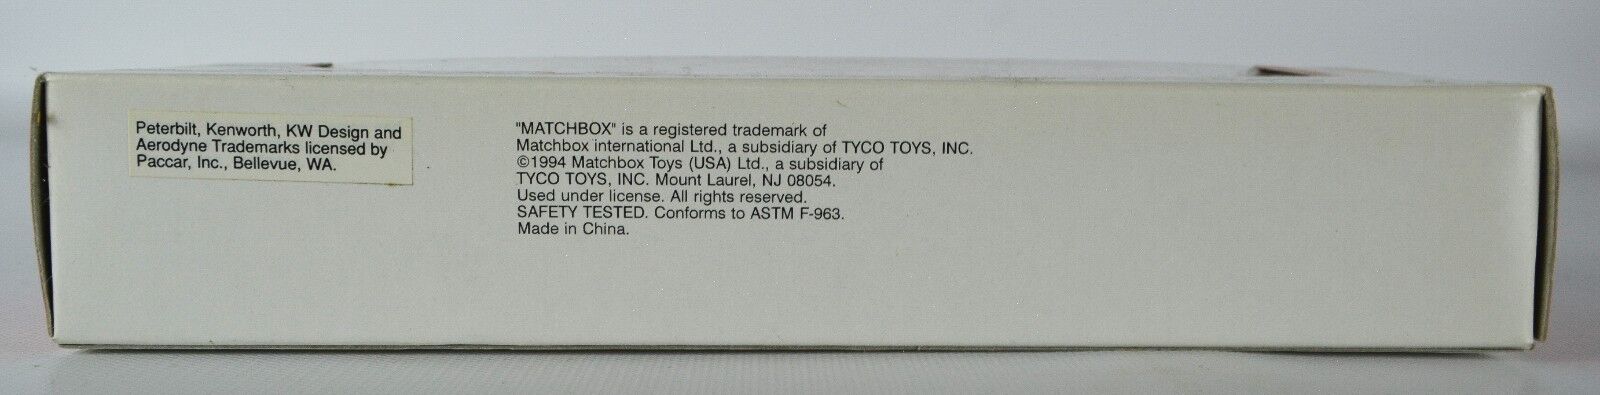 Peterbilt, Kenworth, KW Design and
Aerodyne Trademarks licensed by
Paccar, Inc., Bellevue, WA.
"MATCHBOX" is a registered trademark of
Matchbox international Ltd., a subsidiary of TYCO TOYS, INC.
©1994 Matchbox Toys (USA) Ltd., a subsidiary of
TYCO TOYS, INC. Mount Laurel, NJ 08054.
Used under license. All rights reserved.
SAFETY TESTED. Conforms to ASTM F-963.
Made in China.